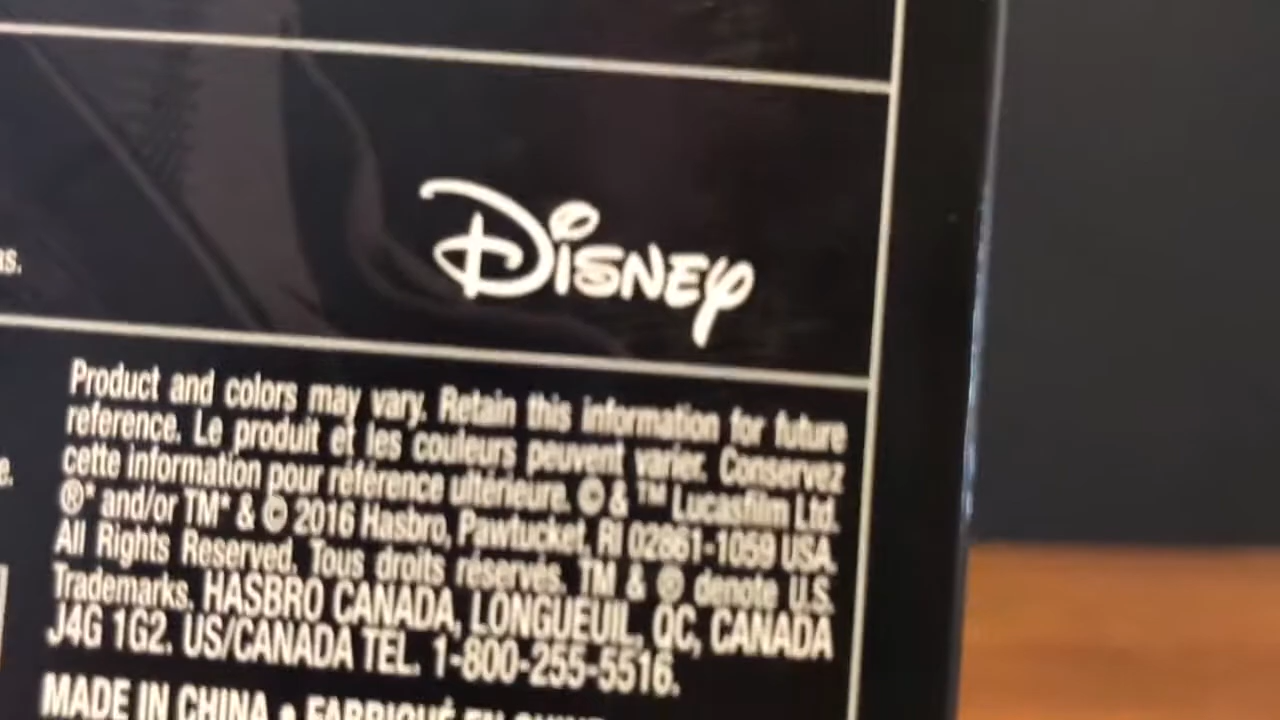 as.
Disney
Product and colors may vary. Retain this information for future
reference. Le produit et les couleurs peuvent varier. Conservez
e.
cette information pour référence ultérieure. © & ™ Lucasfilm Ltd.
®* and/or TM* & © 2016 Hasbro, Pawtucket, RI 02861-1059 USA.
All Rights Reserved. Tous droits réservés. TM & ® denote U.S.
Trademarks. HASBRO CANADA, LONGUEUIL, QC, CANADA
J4G 1G2. US/CANADA TEL. 1-800-255-5516.
MADE IN CHINA • FABRIQUÉ EN CHINE